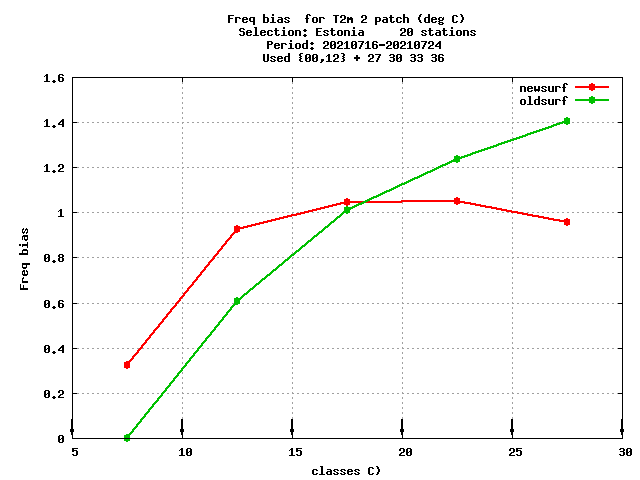 Freq bias  for T2m 2 patch (deg C)
Selection: Estonia     20 stations
Period: 20210716-20210724
Used {00,12} + 27 30 33 36
newsurf
oldsurf
1.6
1.4
1.2
1
0.8
0.6
0.4
0.2
0
Freq bias
5 10 15 20 25 30
classes C)